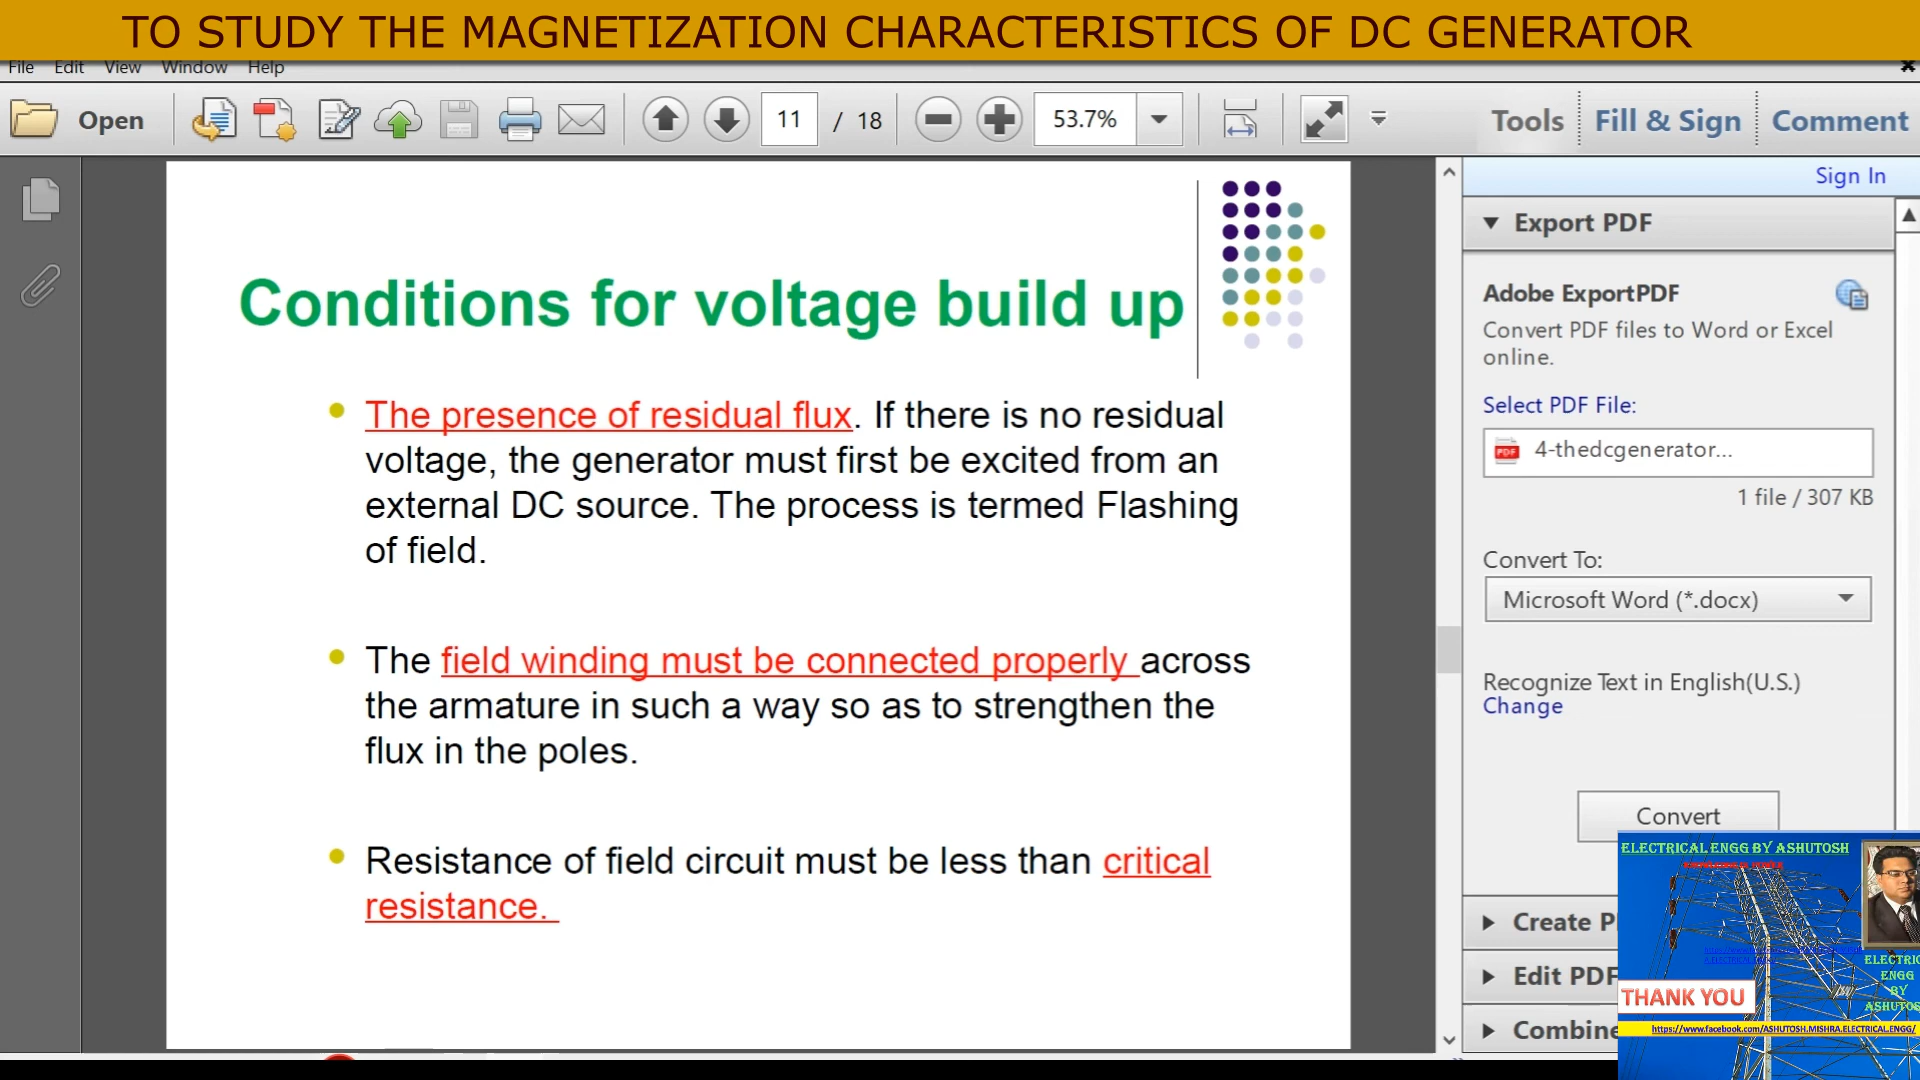 TO STUDY THE MAGNETIZATION CHARACTERISTICS OF DC GENERATOR
File Edit View Window Help
Open
11 / 18
53.7%
Tools Fill & Sign Comment
Sign In
Export PDF
Adobe ExportPDF
Convert PDF files to Word or Excel
online.
Select PDF File:
PDF 4-thedcgenerator...
1 file / 307 KB
Convert To:
Microsoft Word (*.docx)
Recognize Text in English(U.S.)
Change
Convert
Create P
Edit PDF
Combine
Conditions for voltage build up
The presence of residual flux. If there is no residual
voltage, the generator must first be excited from an
external DC source. The process is termed Flashing
of field.
The field winding must be connected properly across
the armature in such a way so as to strengthen the
flux in the poles.
Resistance of field circuit must be less than critical
resistance.
ELECTRICAL ENGG BY ASHUTOSH
ELECTRIC
ENGG
BY
ASHUTOS
THANK YOU
https://www.facebook.com/ASHUTOSH.MISHRA.ELECTRICAL.ENGG/